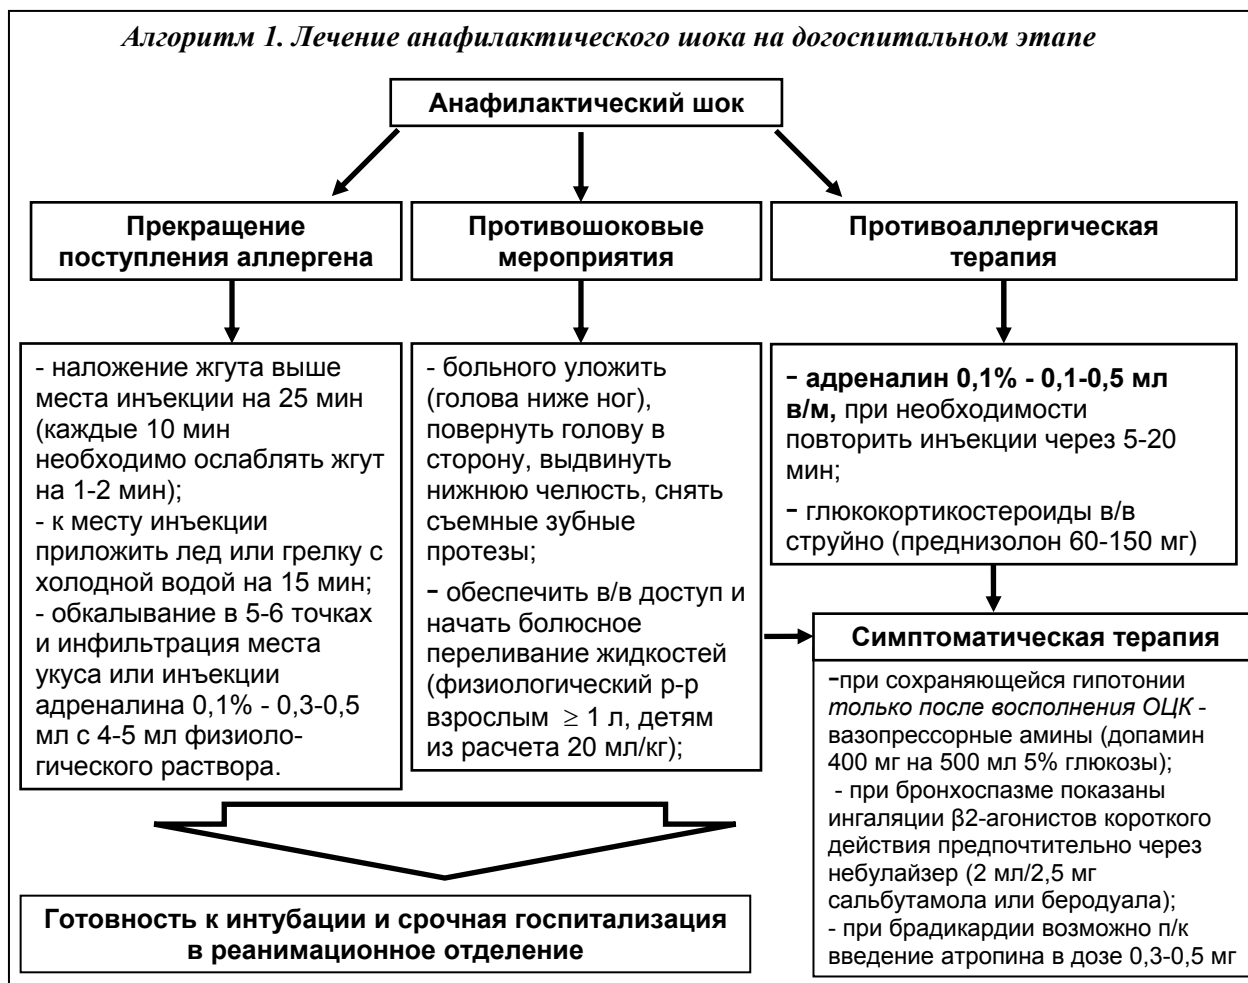 Алгоритм 1. Лечение анафилактического шока на догоспитальном этапе
Анафилактический шок
Прекращение
поступления аллергена
- наложение жгута выше
места инъекции на 25 мин
(каждые 10 мин
необходимо ослаблять жгут
на 1-2 мин);
- к месту инъекции
приложить лед или грелку с
холодной водой на 15 мин;
- обкалывание в 5-6 точках
и инфильтрация места
укуса или инъекции
адреналина 0,1% - 0,3-0,5
мл с 4-5 мл физиоло-
гического раствора.
Противошоковые
мероприятия
- больного уложить
(голова ниже ног),
повернуть голову в
сторону, выдвинуть
нижнюю челюсть, снять
съемные зубные
протезы;
- обеспечить в/в доступ и
начать болюсное
переливание жидкостей
(физиологический р-р
взрослым ≥ 1 л, детям
из расчета 20 мл/кг);
Противоаллергическая
терапия
- адреналин 0,1% - 0,1-0,5 мл
в/м, при необходимости
повторить инъекции через 5-20
мин;
- глюкокортикостероиды в/в
струйно (преднизолон 60-150 мг)
Симптоматическая терапия
-при сохраняющейся гипотонии
только после восполнения ОЦК -
вазопрессорные амины (допамин
400 мг на 500 мл 5% глюкозы);
- при бронхоспазме показаны
ингаляции β2-агонистов короткого
действия предпочтительно через
небулайзер (2 мл/2,5 мг
сальбутамола или беродуала);
- при брадикардии возможно п/к
введение атропина в дозе 0,3-0,5 мг
Готовность к интубации и срочная госпитализация
в реанимационное отделение